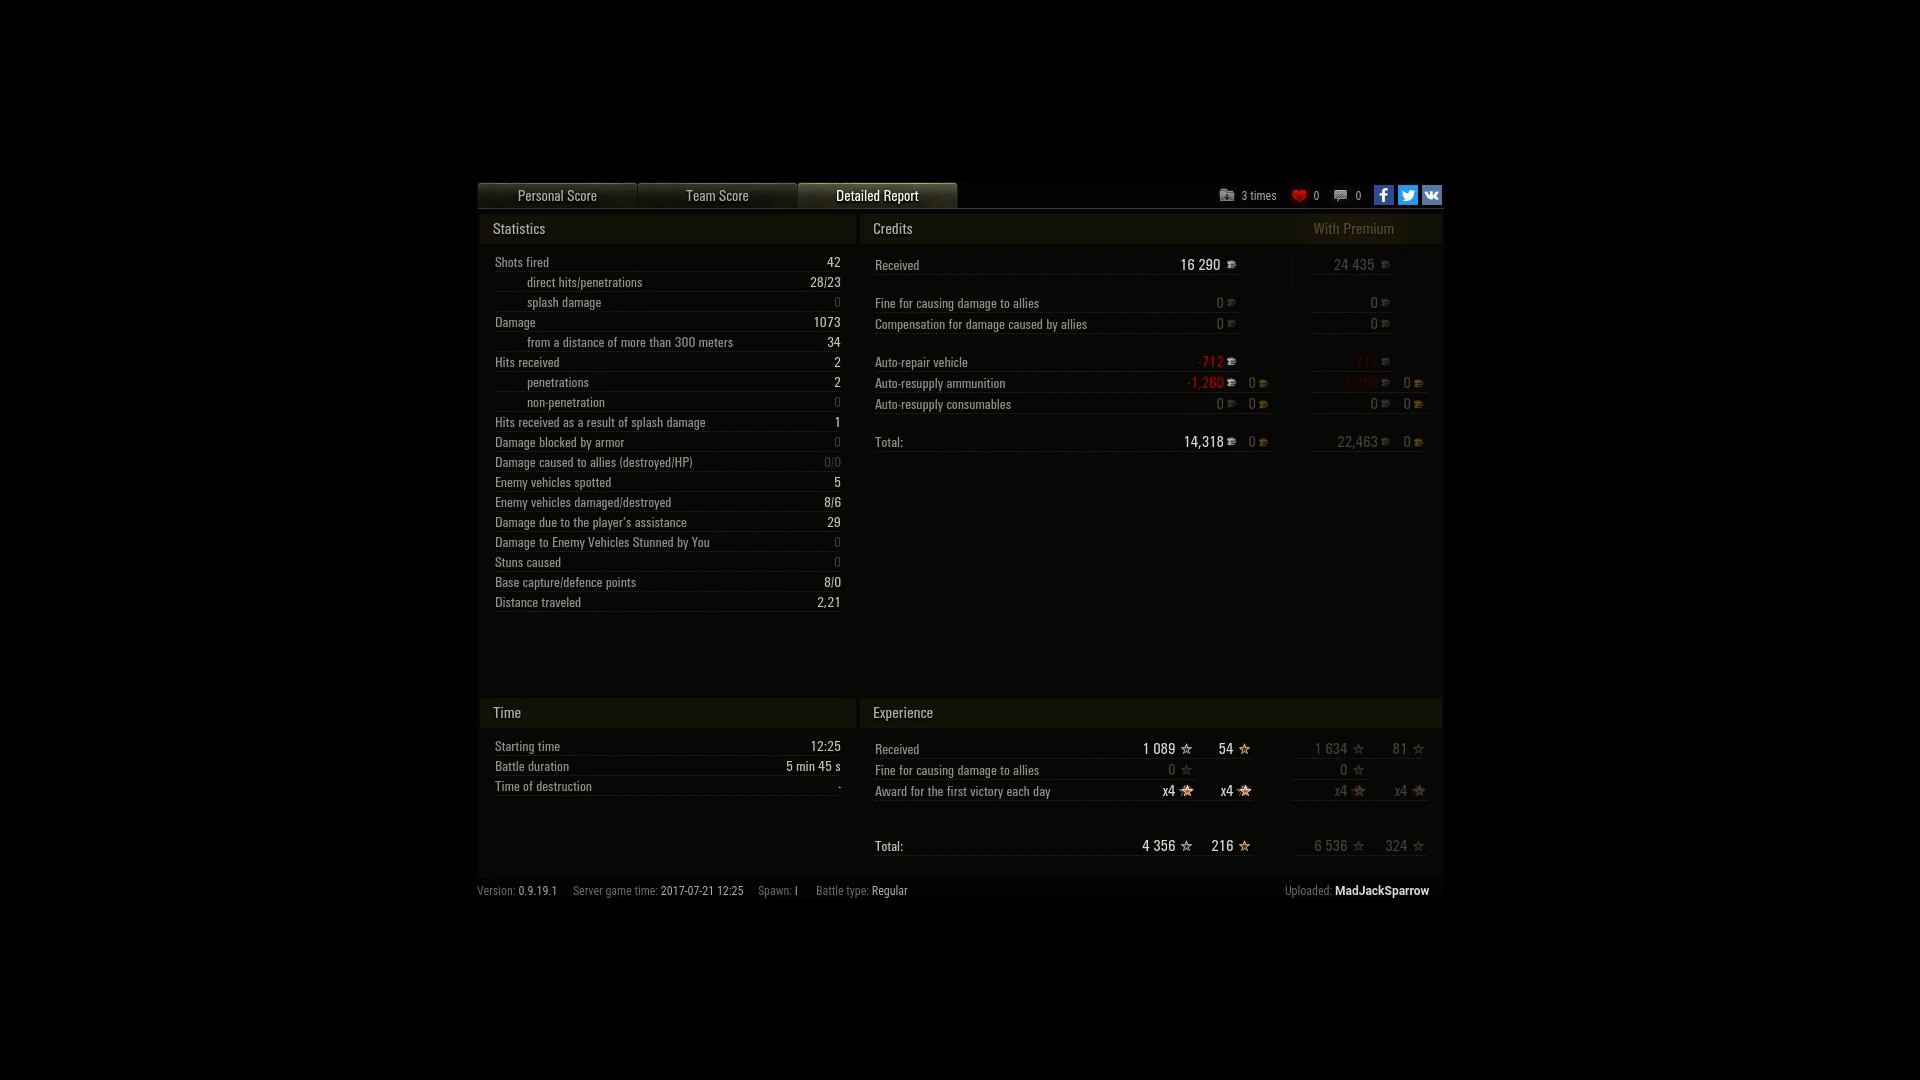 Personal Score Team Score Detailed Report 3 times 0 0
Statistics
Shots fired 42
direct hits/penetrations 28/23
splash damage 0
Damage 1073
from a distance of more than 300 meters 34
Hits received 2
penetrations 2
non-penetration 0
Hits received as a result of splash damage 1
Damage blocked by armor 0
Damage caused to allies (destroyed/HP) 0/0
Enemy vehicles spotted 5
Enemy vehicles damaged/destroyed 8/6
Damage due to the player's assistance 29
Damage to Enemy Vehicles Stunned by You 0
Stuns caused 0
Base capture/defence points 8/0
Distance traveled 2,21
Credits With Premium
Received 16 290 24 435
Fine for causing damage to allies 0 0
Compensation for damage caused by allies 0 0
Auto-repair vehicle -712 -712
Auto-resupply ammunition -1,260 0 -1,260 0
Auto-resupply consumables 0 0 0 0
Total: 14,318 0 22,463 0
Time
Starting time 12:25
Battle duration 5 min 45 s
Time of destruction -
Experience
Received 1 089 54 1 634 81
Fine for causing damage to allies 0 0
Award for the first victory each day x4 x4 x4 x4
Total: 4 356 216 6 536 324
Version: 0.9.19.1 Server game time: 2017-07-21 12:25 Spawn: I Battle type: Regular Uploaded: MadJackSparrow